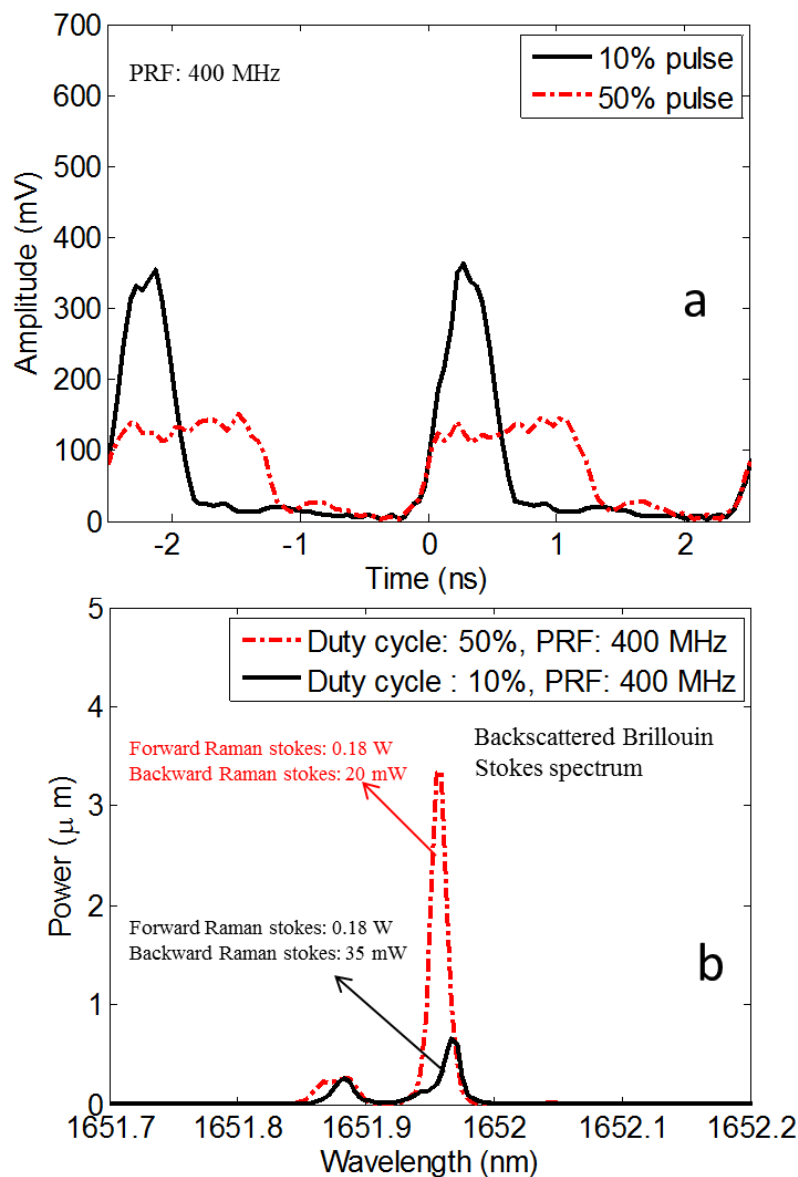 700
600
500
400
300
200
100
0
Amplitude (mV)
PRF: 400 MHz
10% pulse
50% pulse
a
-2 -1 0 1 2
Time (ns)
5
4
3
2
1
0
Power (μ m)
Duty cycle: 50%, PRF: 400 MHz
Duty cycle : 10%, PRF: 400 MHz
Forward Raman stokes: 0.18 W
Backward Raman stokes: 20 mW
Backscattered Brillouin
Stokes spectrum
Forward Raman stokes: 0.18 W
Backward Raman stokes: 35 mW
b
1651.7 1651.8 1651.9 1652 1652.1 1652.2
Wavelength (nm)